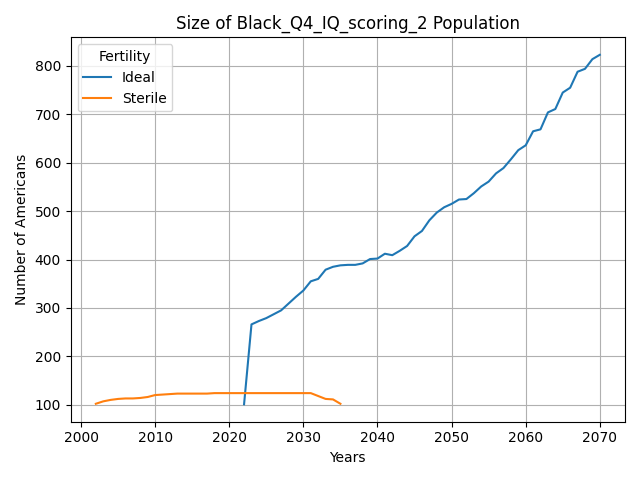 Size of Black_Q4_IQ_scoring_2 Population
Fertility
Ideal
Sterile
Number of Americans
800
700
600
500
400
300
200
100
2000 2010 2020 2030 2040 2050 2060 2070
Years